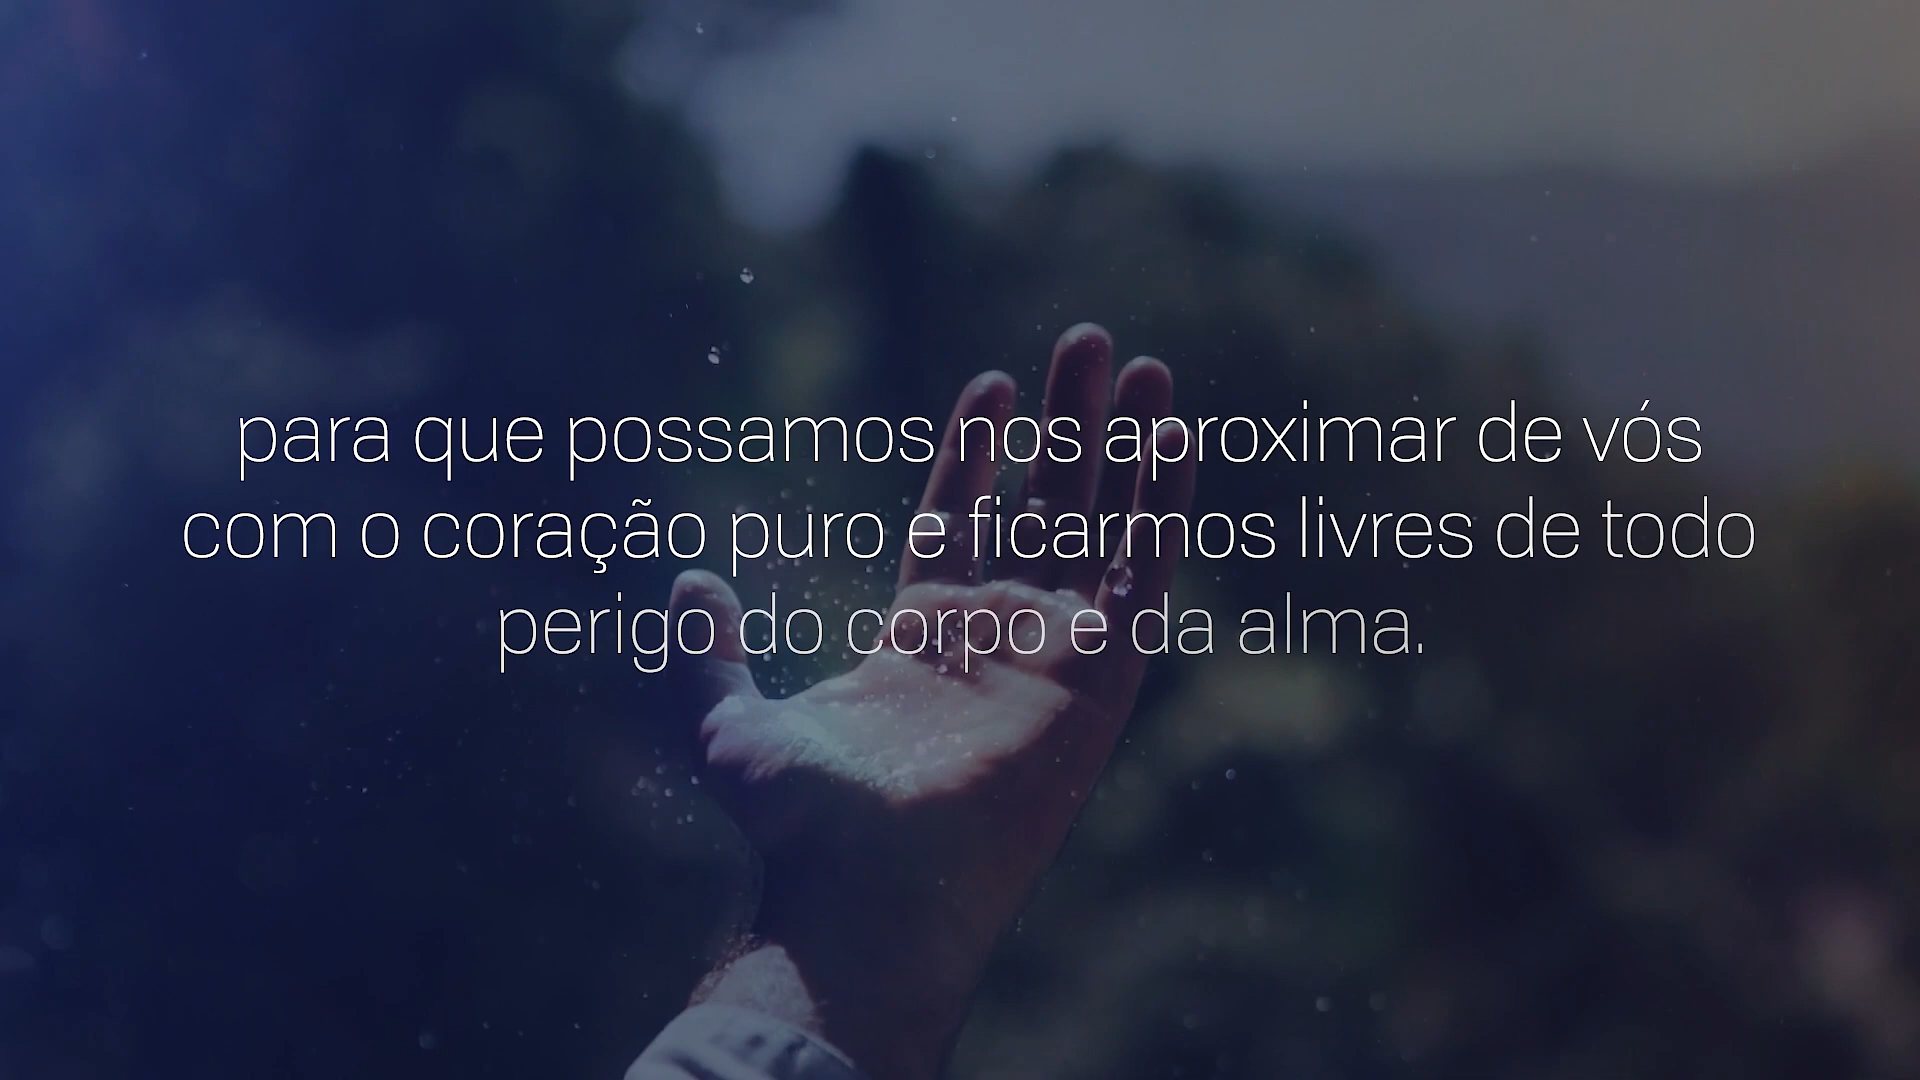 para que possamos nos aproximar de vós
com o coração puro e ficarmos livres de todo
perigo do corpo e da alma.